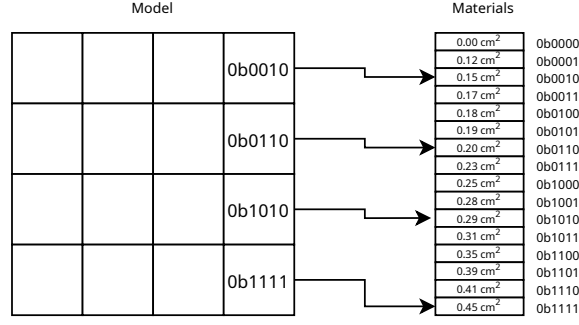 Model
Materials
0b0010
0b0110
0b1010
0b1111
0.00 cm² 0b0000
0.12 cm² 0b0001
0.15 cm² 0b0010
0.17 cm² 0b0011
0.18 cm² 0b0100
0.19 cm² 0b0101
0.20 cm² 0b0110
0.23 cm² 0b0111
0.25 cm² 0b1000
0.28 cm² 0b1001
0.29 cm² 0b1010
0.31 cm² 0b1011
0.35 cm² 0b1100
0.39 cm² 0b1101
0.41 cm² 0b1110
0.45 cm² 0b1111